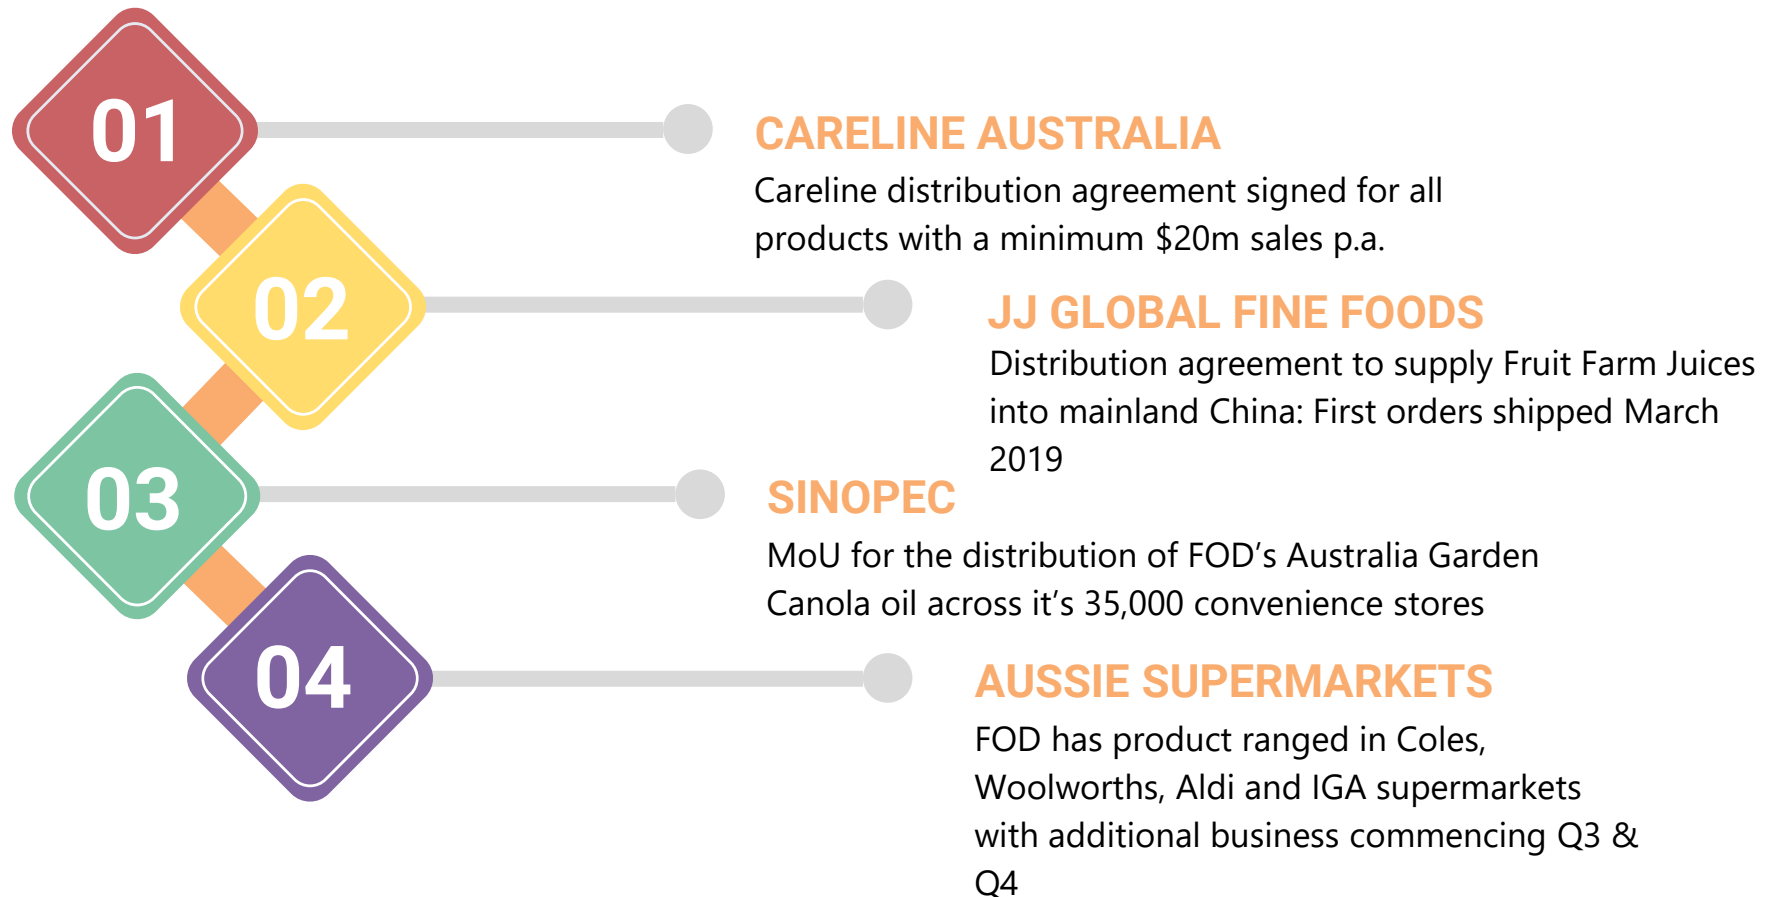 01
CARELINE AUSTRALIA
Careline distribution agreement signed for all
products with a minimum $20m sales p.a.
02
JJ GLOBAL FINE FOODS
Distribution agreement to supply Fruit Farm Juices
into mainland China: First orders shipped March
2019
03
SINOPEC
MoU for the distribution of FOD’s Australia Garden
Canola oil across it’s 35,000 convenience stores
04
AUSSIE SUPERMARKETS
FOD has product ranged in Coles,
Woolworths, Aldi and IGA supermarkets
with additional business commencing Q3 &
Q4